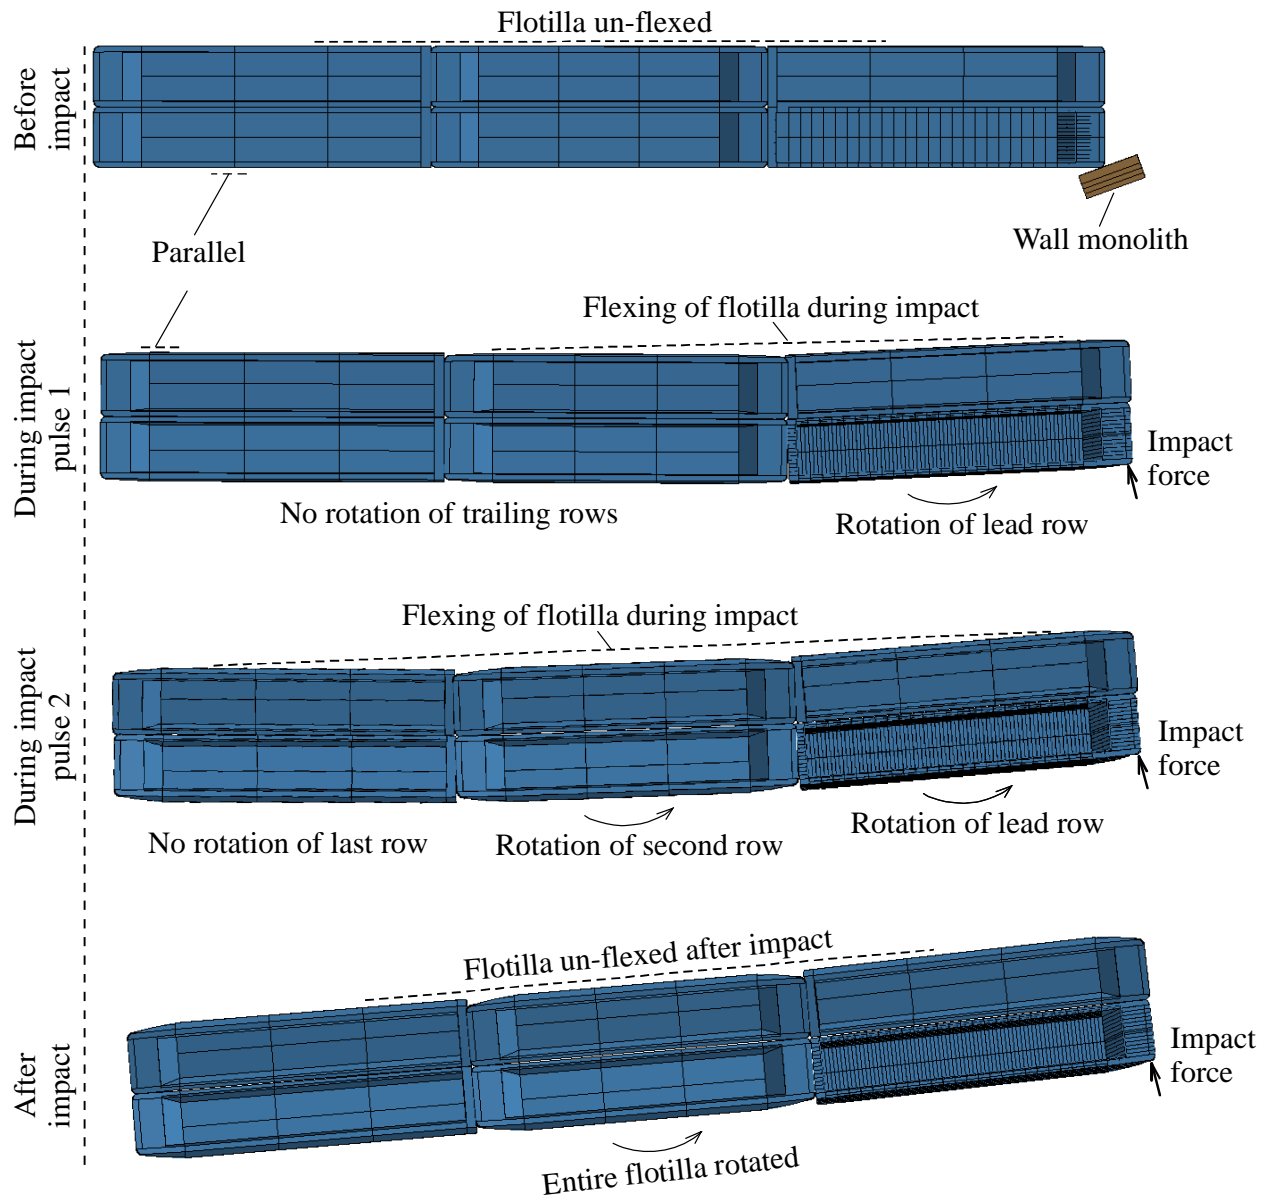 Flotilla un-flexed
Before
impact
Parallel
Wall monolith
Flexing of flotilla during impact
During impact
pulse 1
Impact
force
No rotation of trailing rows
Rotation of lead row
Flexing of flotilla during impact
During impact
pulse 2
Impact
force
No rotation of last row
Rotation of second row
Rotation of lead row
Flotilla un-flexed after impact
After
impact
Impact
force
Entire flotilla rotated